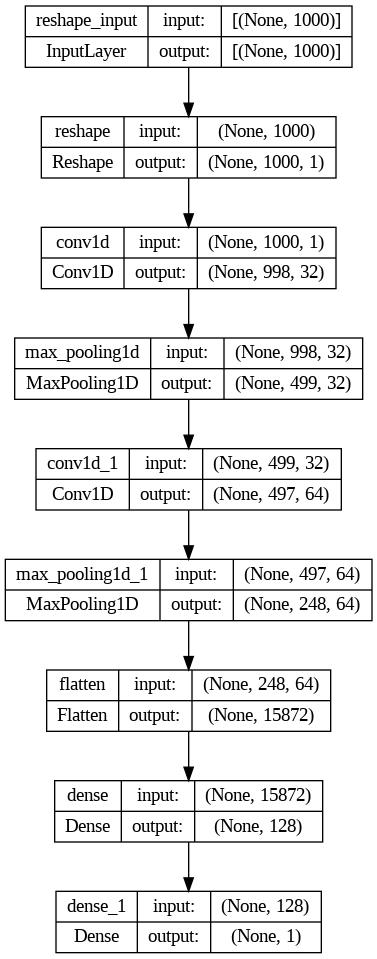 reshape_input input: [(None, 1000)]
InputLayer output: [(None, 1000)]
reshape input: (None, 1000)
Reshape output: (None, 1000, 1)
conv1d input: (None, 1000, 1)
Conv1D output: (None, 998, 32)
max_pooling1d input: (None, 998, 32)
MaxPooling1D output: (None, 499, 32)
conv1d_1 input: (None, 499, 32)
Conv1D output: (None, 497, 64)
max_pooling1d_1 input: (None, 497, 64)
MaxPooling1D output: (None, 248, 64)
flatten input: (None, 248, 64)
Flatten output: (None, 15872)
dense input: (None, 15872)
Dense output: (None, 128)
dense_1 input: (None, 128)
Dense output: (None, 1)